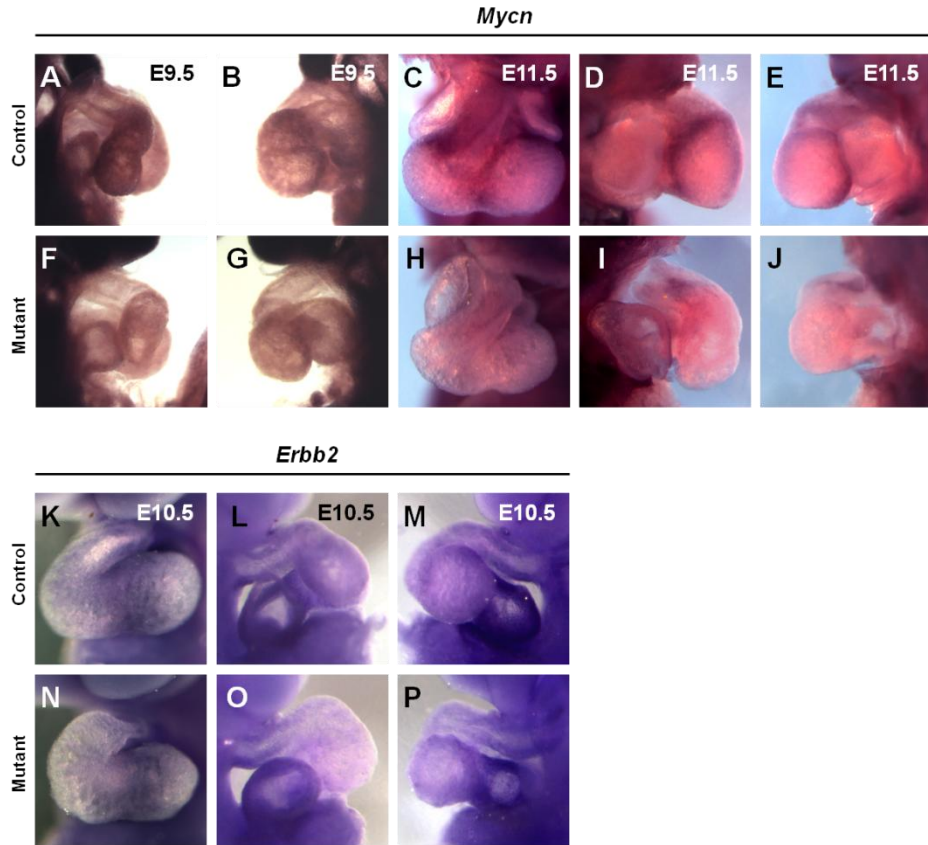 Mycn
Control
A E9.5 B E9.5 C E11.5 D E11.5 E E11.5
Mutant
F G H I J
Erbb2
Control
K E10.5 L E10.5 M E10.5
Mutant
N O P